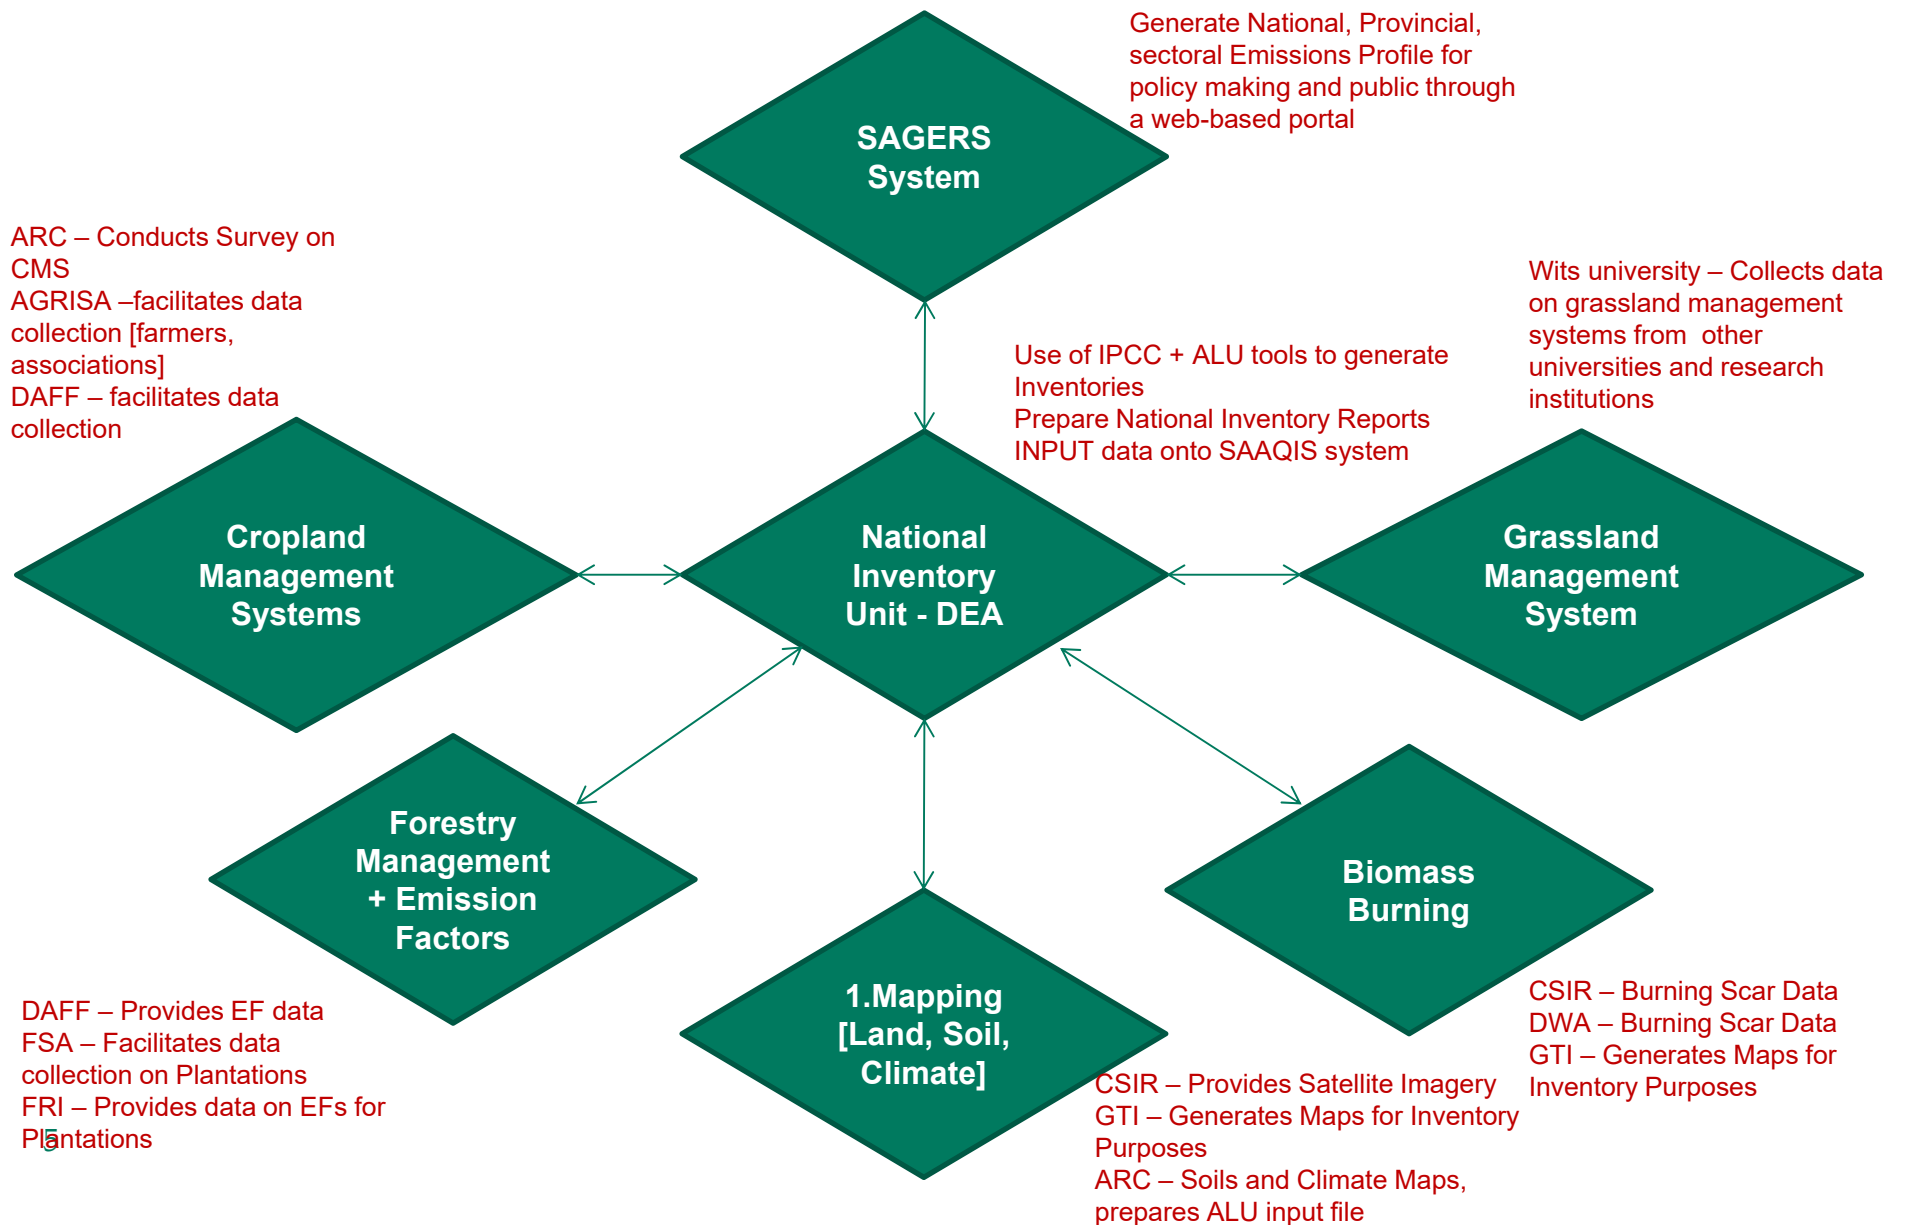 Generate National, Provincial,
sectoral Emissions Profile for
policy making and public through
a web-based portal
SAGERS
System
ARC – Conducts Survey on
CMS
AGRISA –facilitates data
collection [farmers,
associations]
DAFF – facilitates data
collection
Wits university – Collects data
on grassland management
systems from  other
universities and research
institutions
Use of IPCC + ALU tools to generate
Inventories
Prepare National Inventory Reports
INPUT data onto SAAQIS system
Cropland
Management
Systems
National
Inventory
Unit - DEA
Grassland
Management
System
Forestry
Management
+ Emission
Factors
Biomass
Burning
1.Mapping
[Land, Soil,
Climate]
DAFF – Provides EF data
FSA – Facilitates data
collection on Plantations
FRI – Provides data on EFs for
Plantations
5
CSIR – Provides Satellite Imagery
GTI – Generates Maps for Inventory
Purposes
ARC – Soils and Climate Maps,
prepares ALU input file
CSIR – Burning Scar Data
DWA – Burning Scar Data
GTI – Generates Maps for
Inventory Purposes